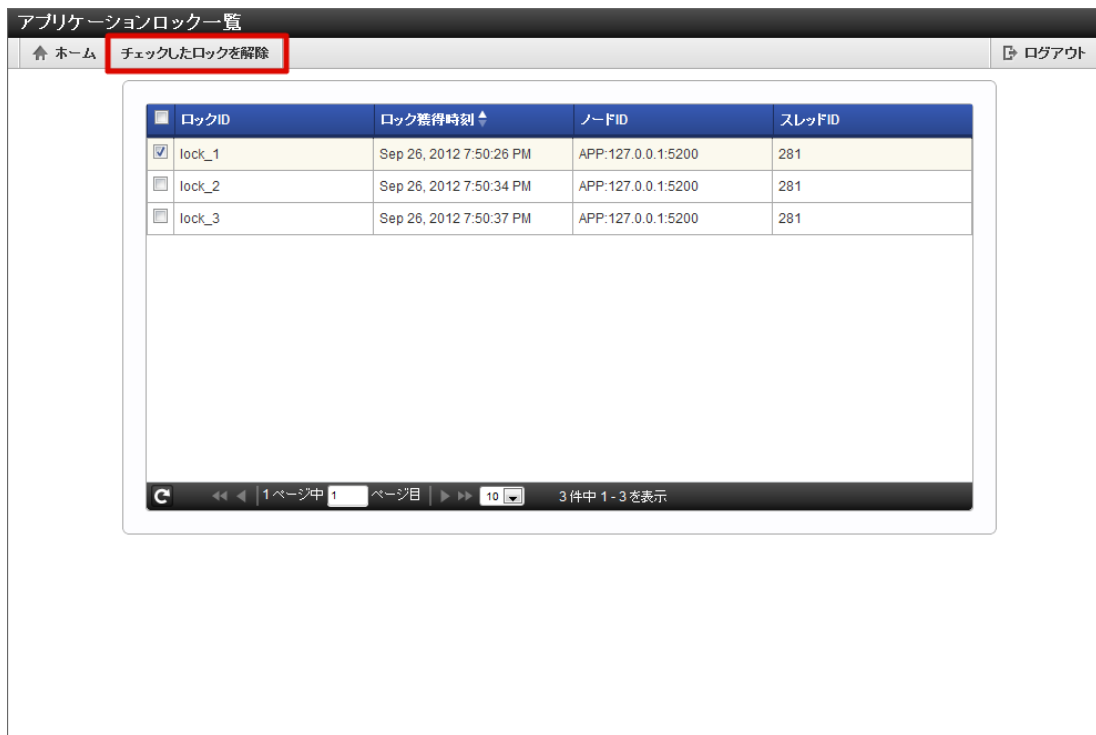 アプリケーションロック一覧
ホーム チェックしたロックを解除 ログアウト
ロックID ロック獲得時刻 ノードID スレッドID
lock_1 Sep 26, 2012 7:50:26 PM APP:127.0.0.1:5200 281
lock_2 Sep 26, 2012 7:50:34 PM APP:127.0.0.1:5200 281
lock_3 Sep 26, 2012 7:50:37 PM APP:127.0.0.1:5200 281
1 ページ中 1 ページ目 10 3 件中 1 - 3 を表示